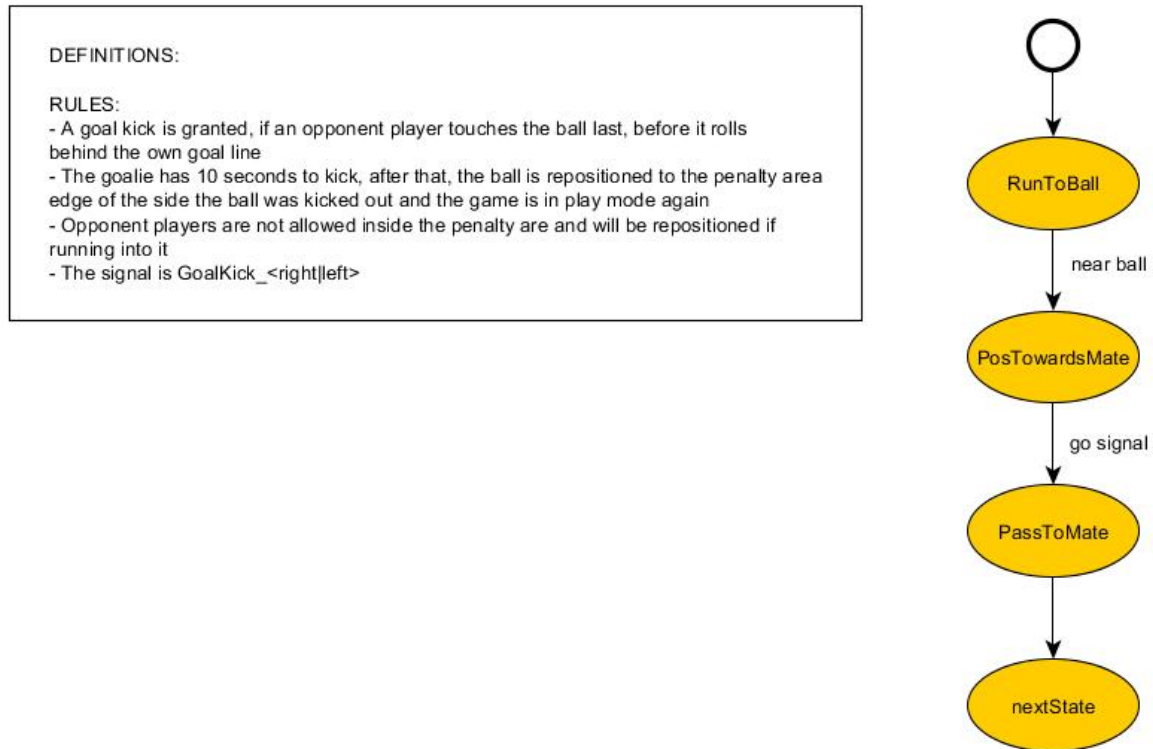 DEFINITIONS:
RULES:
- A goal kick is granted, if an opponent player touches the ball last, before it rolls
behind the own goal line
- The goalie has 10 seconds to kick, after that, the ball is repositioned to the penalty area
edge of the side the ball was kicked out and the game is in play mode again
- Opponent players are not allowed inside the penalty are and will be repositioned if
running into it
- The signal is GoalKick_<right|left>
RunToBall
near ball
PosTowardsMate
go signal
PassToMate
nextState